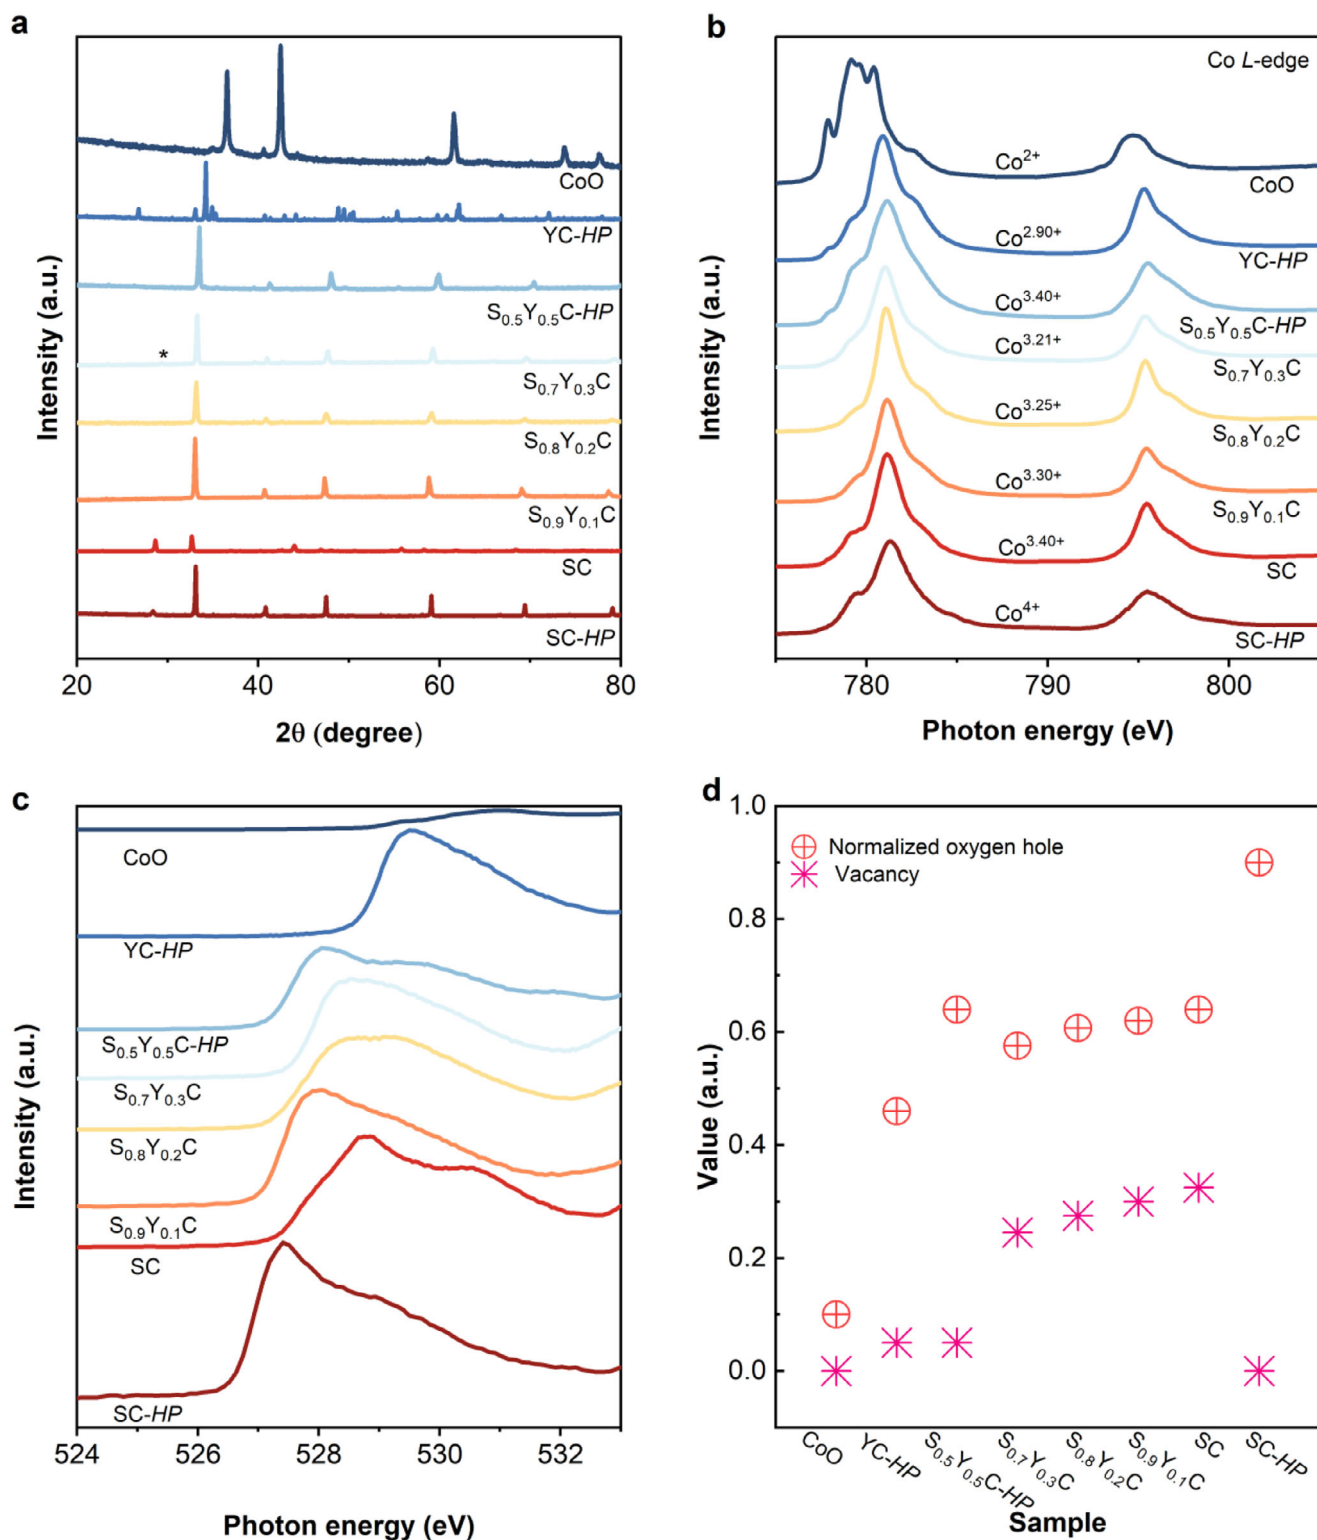 a
Intensity (a.u.)
CoO
YC-HP
S0.5Y0.5C-HP
*
S0.7Y0.3C
S0.8Y0.2C
S0.9Y0.1C
SC
SC-HP
20 40 60 80
2θ (degree)
b
Intensity (a.u.)
Co L-edge
Co2+
CoO
Co2.90+
YC-HP
Co3.40+
S0.5Y0.5C-HP
Co3.21+
S0.7Y0.3C
Co3.25+
S0.8Y0.2C
Co3.30+
S0.9Y0.1C
Co3.40+
SC
Co4+
SC-HP
780 790 800
Photon energy (eV)
c
Intensity (a.u.)
CoO
YC-HP
S0.5Y0.5C-HP
S0.7Y0.3C
S0.8Y0.2C
S0.9Y0.1C
SC
SC-HP
524 526 528 530 532
Photon energy (eV)
d
Value (a.u.)
1.0
0.8
0.6
0.4
0.2
0.0
Normalized oxygen hole
Vacancy
CoO
YC-HP
S0.5Y0.5C-HP
S0.7Y0.3C
S0.8Y0.2C
S0.9Y0.1C
SC
SC-HP
Sample